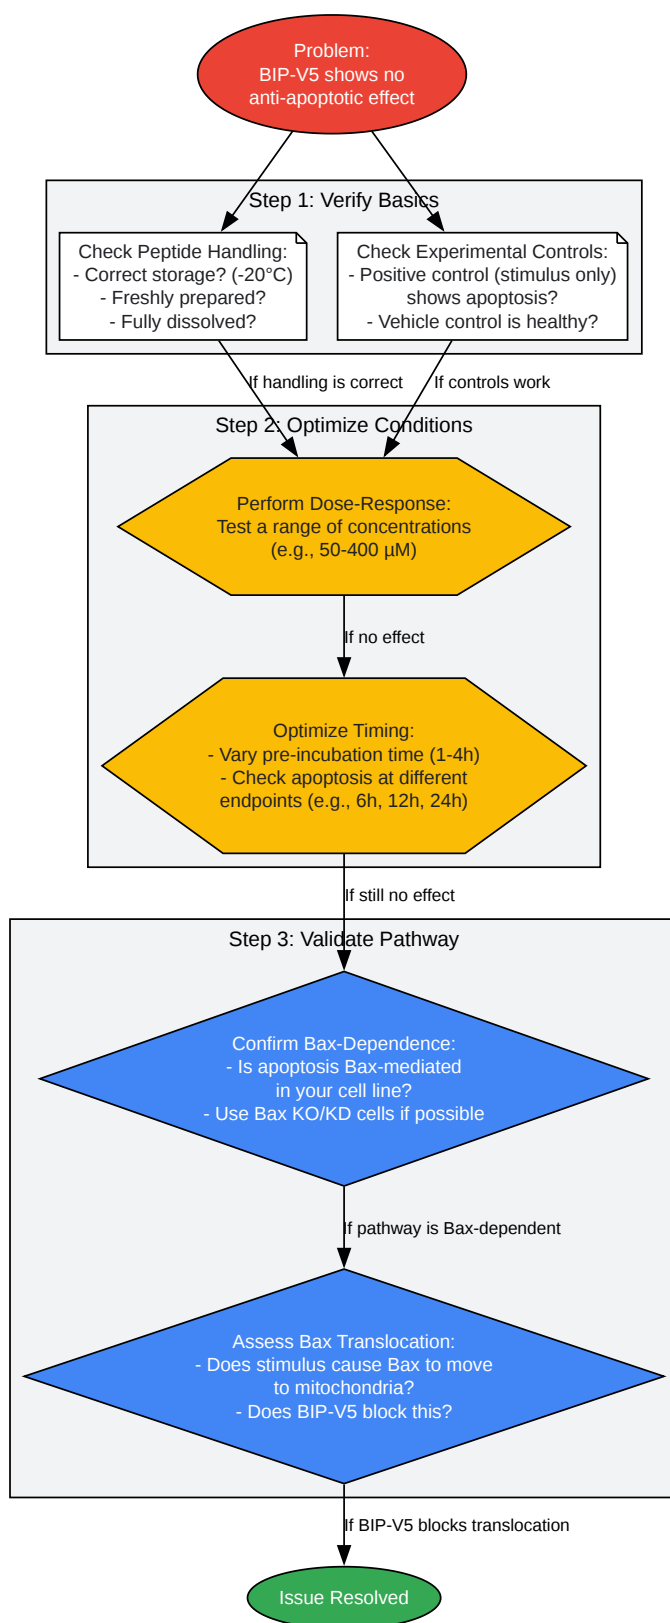 Problem:
BIP-V5 shows no
anti-apoptotic effect
Step 1: Verify Basics
Check Peptide Handling:
- Correct storage? (-20°C)
- Freshly prepared?
- Fully dissolved?
Check Experimental Controls:
- Positive control (stimulus only)
shows apoptosis?
- Vehicle control is healthy?
If handling is correct
If controls work
Step 2: Optimize Conditions
Perform Dose-Response:
Test a range of concentrations
(e.g., 50-400 µM)
If no effect
Optimize Timing:
- Vary pre-incubation time (1-4h)
- Check apoptosis at different
endpoints (e.g., 6h, 12h, 24h)
If still no effect
Step 3: Validate Pathway
Confirm Bax-Dependence:
- Is apoptosis Bax-mediated
in your cell line?
- Use Bax KO/KD cells if possible
If pathway is Bax-dependent
Assess Bax Translocation:
- Does stimulus cause Bax to move
to mitochondria?
- Does BIP-V5 block this?
If BIP-V5 blocks translocation
Issue Resolved